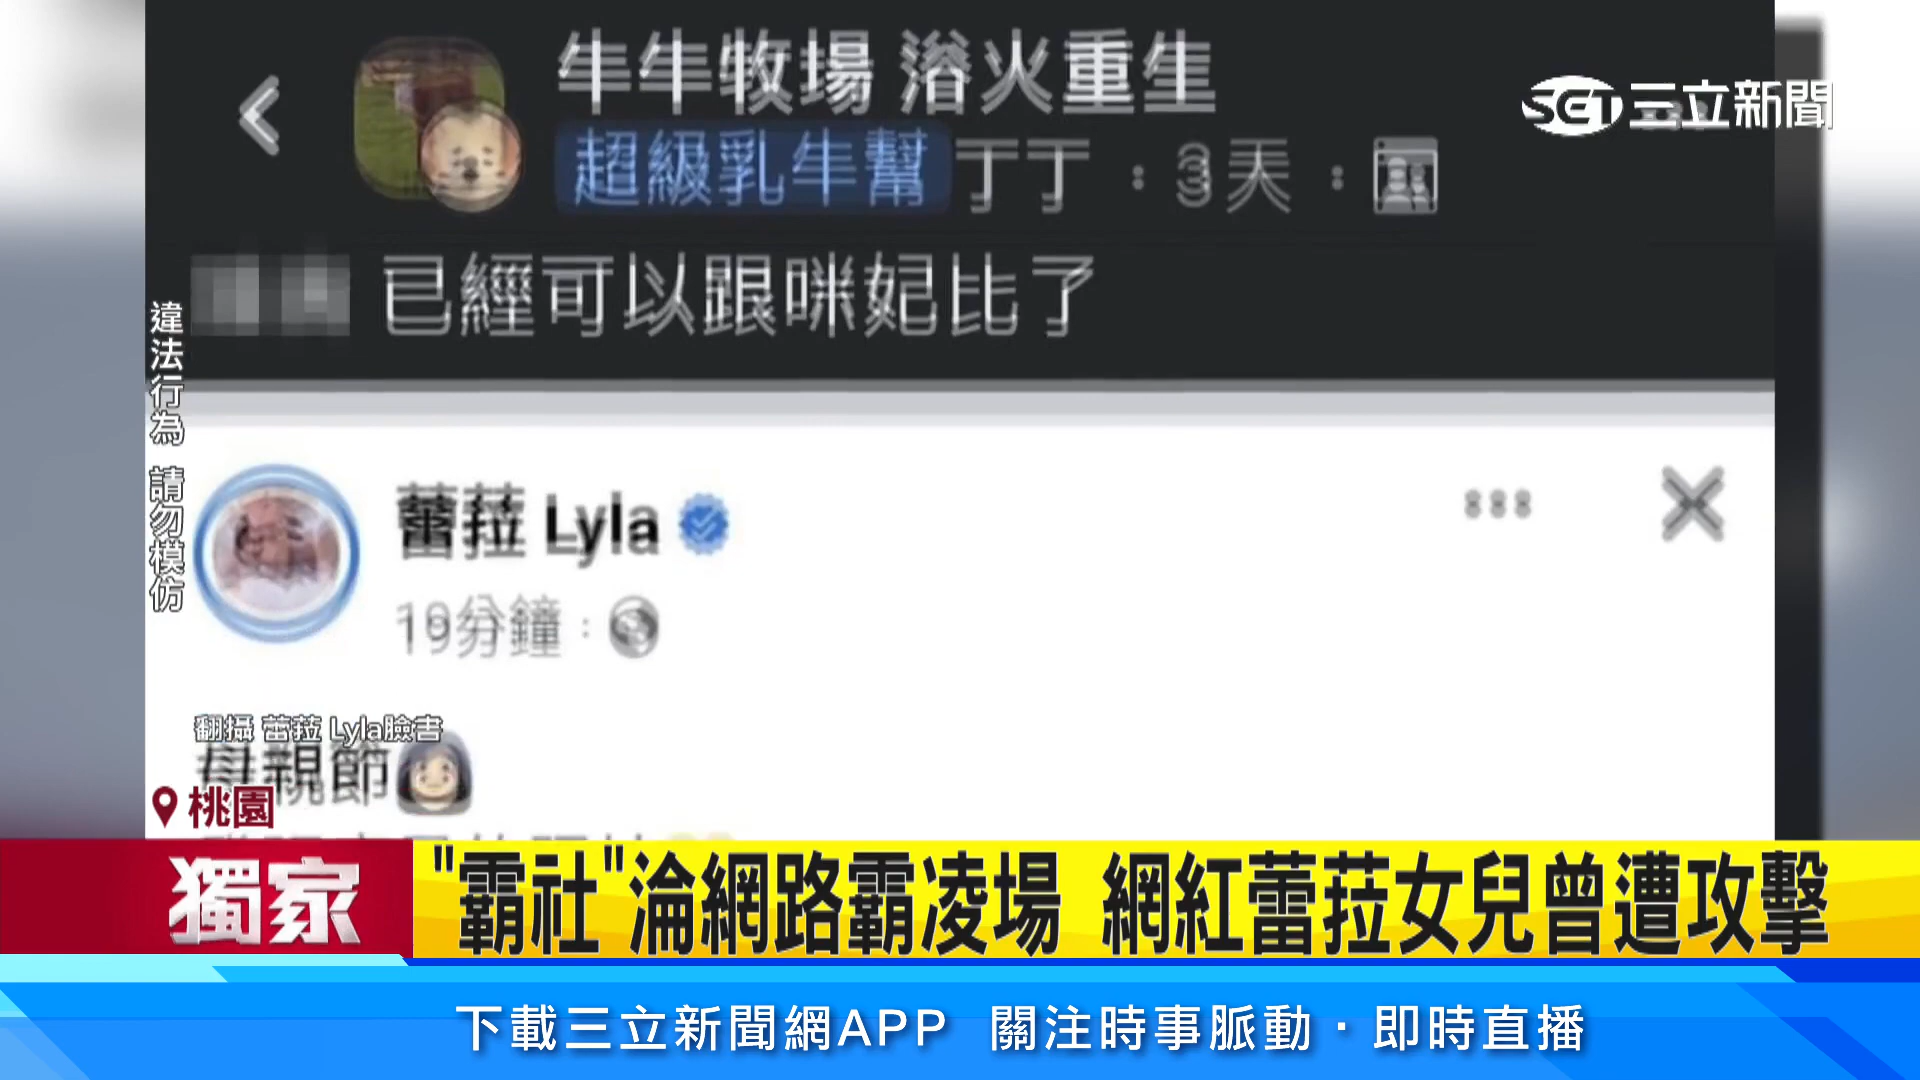 牛牛牧場 浴火重生
SET三立新聞
超級乳牛幫 丁丁·3天·
已經可以跟咪妃比了
違法行為 請勿模仿
蕾菈 Lyla
19分鐘·
翻攝 蕾菈 Lyla臉書
母親節
桃園
獨家
"霸社"淪網路霸凌場 網紅蕾菈女兒曾遭攻擊
下載三立新聞網APP 關注時事脈動·即時直播